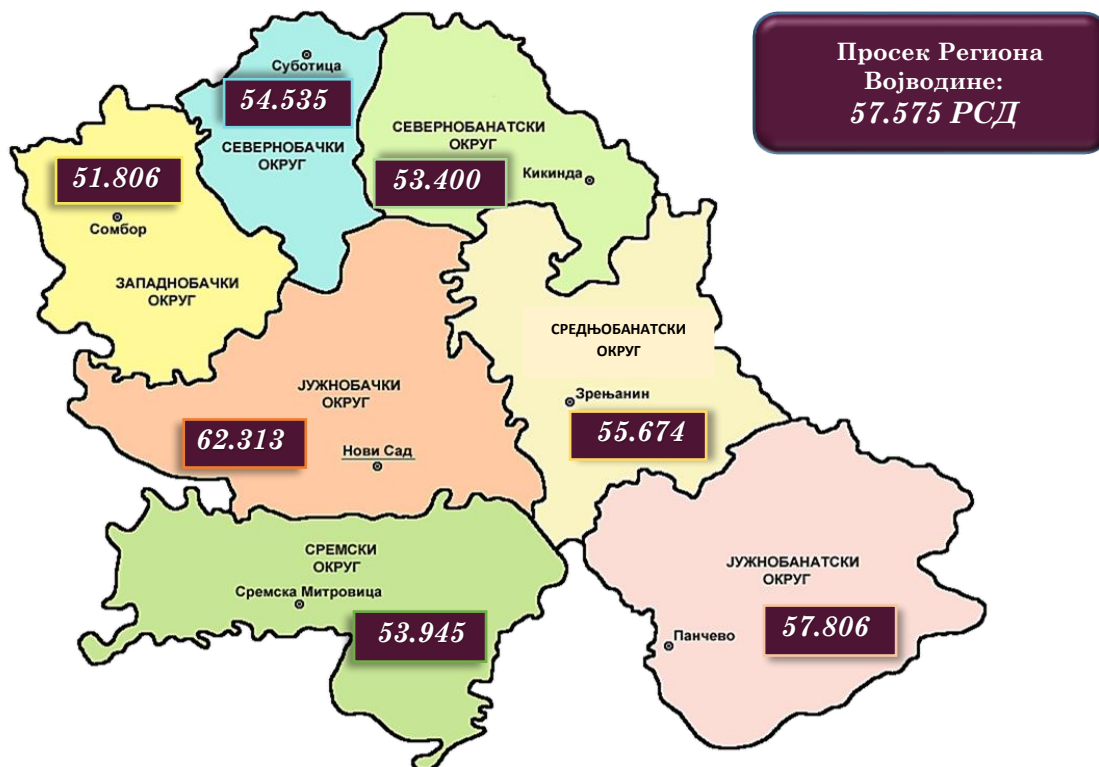 Просек Региона
Војводине:
57.575 РСД
Суботица
54.535
СЕВЕРНОБАЧКИ
ОКРУГ
СЕВЕРНОБАНАТСКИ
ОКРУГ
53.400
Кикинда
51.806
Сомбор
ЗАПАДНОБАЧКИ
ОКРУГ
СРЕДЊОБАНАТСКИ
ОКРУГ
Зрењанин
55.674
ЈУЖНОБАЧКИ
ОКРУГ
62.313
Нови Сад
СРЕМСКИ
ОКРУГ
Сремска Митровица
53.945
ЈУЖНОБАНАТСКИ
ОКРУГ
57.806
Панчево